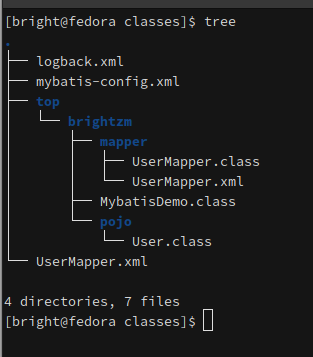 [bright@fedora classes]$ tree
.
├── logback.xml
├── mybatis-config.xml
├── top
│   └── brightzm
│       ├── mapper
│       │   ├── UserMapper.class
│       │   └── UserMapper.xml
│       ├── MybatisDemo.class
│       └── pojo
│           └── User.class
└── UserMapper.xml

4 directories, 7 files
[bright@fedora classes]$